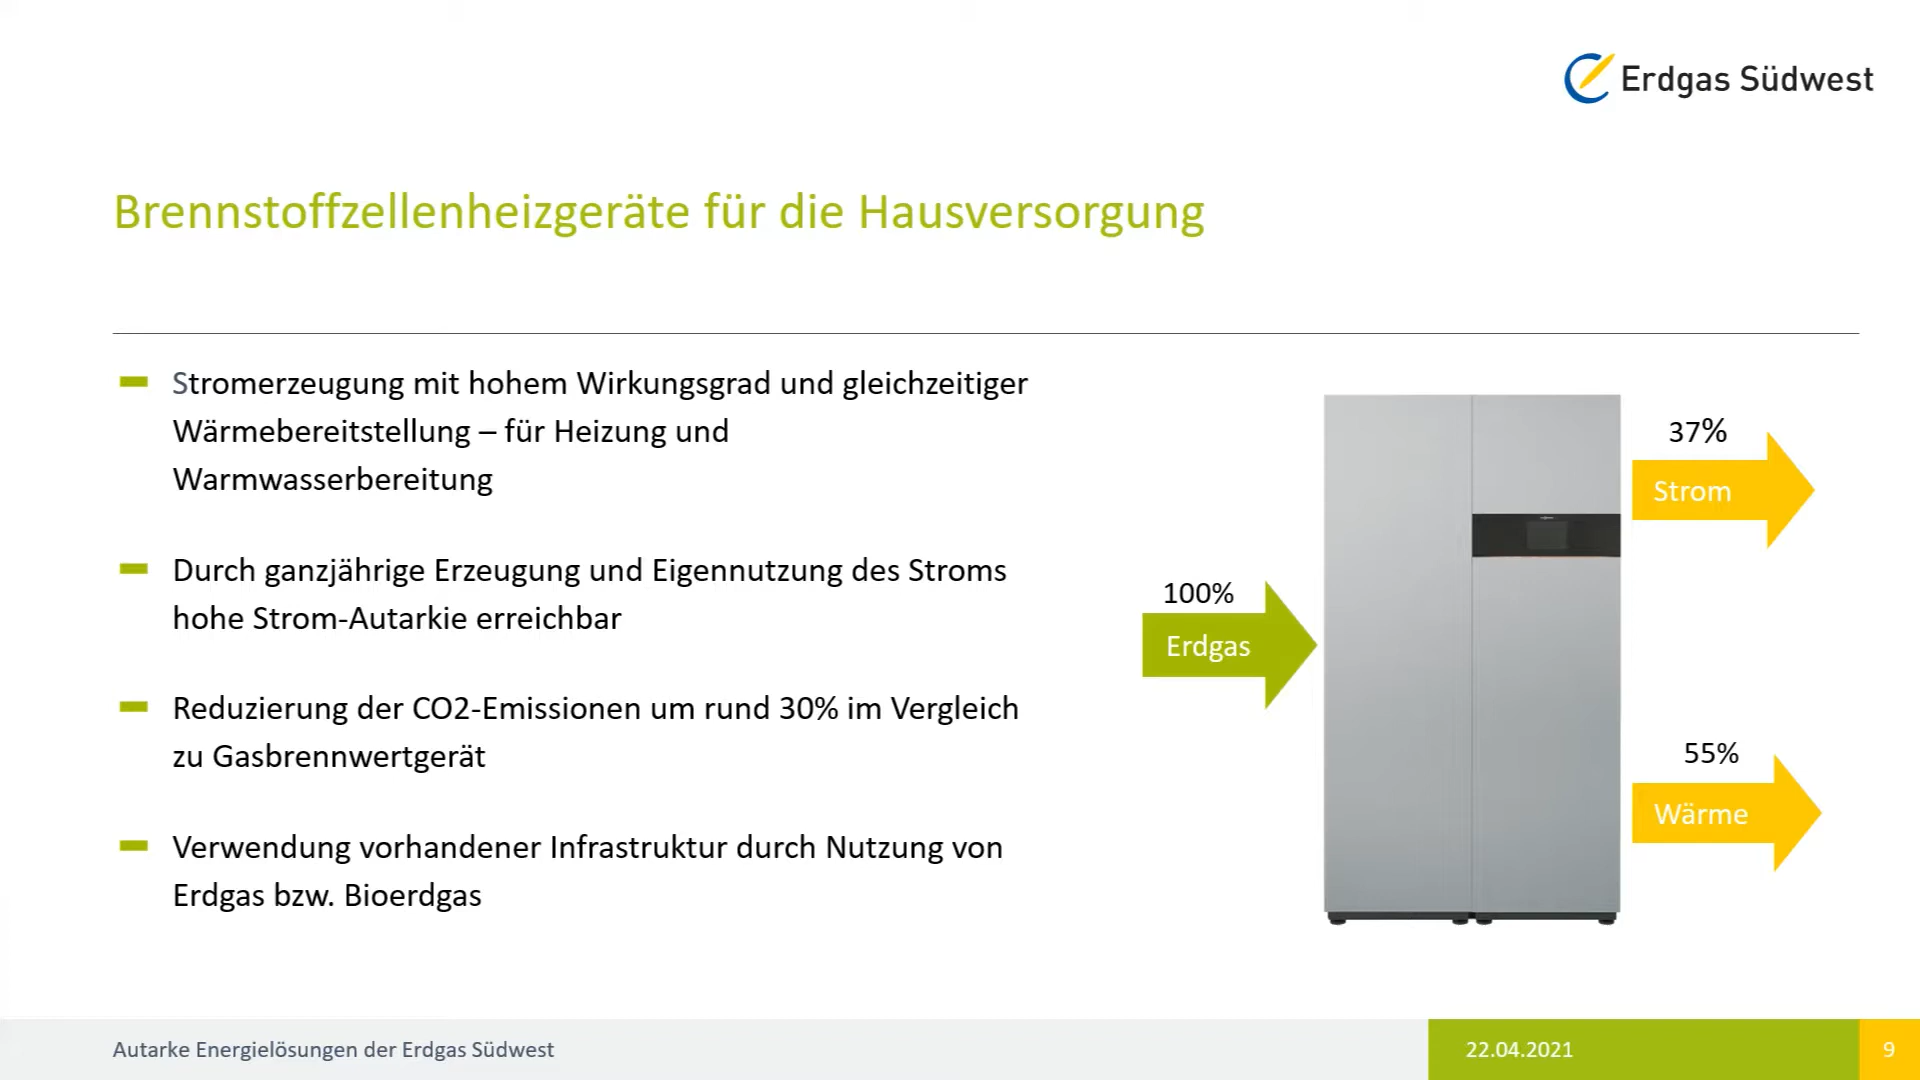 Erdgas Südwest
Brennstoffzellenheizgeräte für die Hausversorgung
Stromerzeugung mit hohem Wirkungsgrad und gleichzeitiger
Wärmebereitstellung – für Heizung und
Warmwasserbereitung
Durch ganzjährige Erzeugung und Eigennutzung des Stroms
hohe Strom-Autarkie erreichbar
Reduzierung der CO2-Emissionen um rund 30% im Vergleich
zu Gasbrennwertgerät
Verwendung vorhandener Infrastruktur durch Nutzung von
Erdgas bzw. Bioerdgas
100%
Erdgas
37%
Strom
55%
Wärme
Autarke Energielösungen der Erdgas Südwest
22.04.2021
9